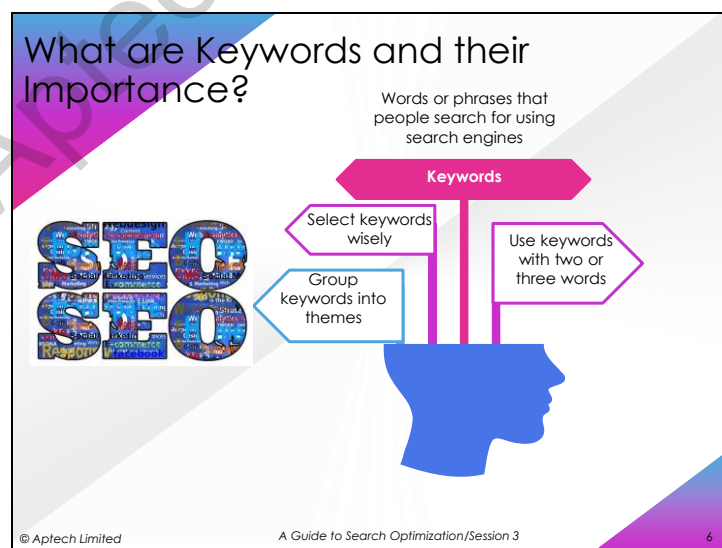 What are Keywords and their
Importance?
Words or phrases that
people search for using
search engines
Keywords
Select keywords
wisely
Use keywords
with two or
three words
Group
keywords into
themes
SEO
SEO
© Aptech Limited
A Guide to Search Optimization/Session 3
6